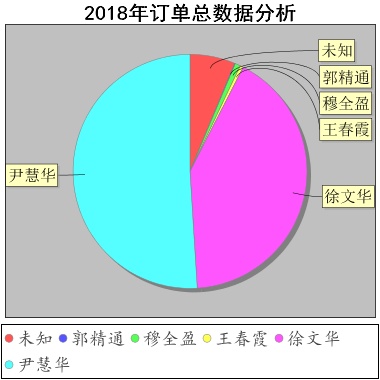 2018年订单总数据分析
未知
郭精通
穆全盈
王春霞
尹慧华
徐文华
未知 郭精通 穆全盈 王春霞 徐文华
尹慧华